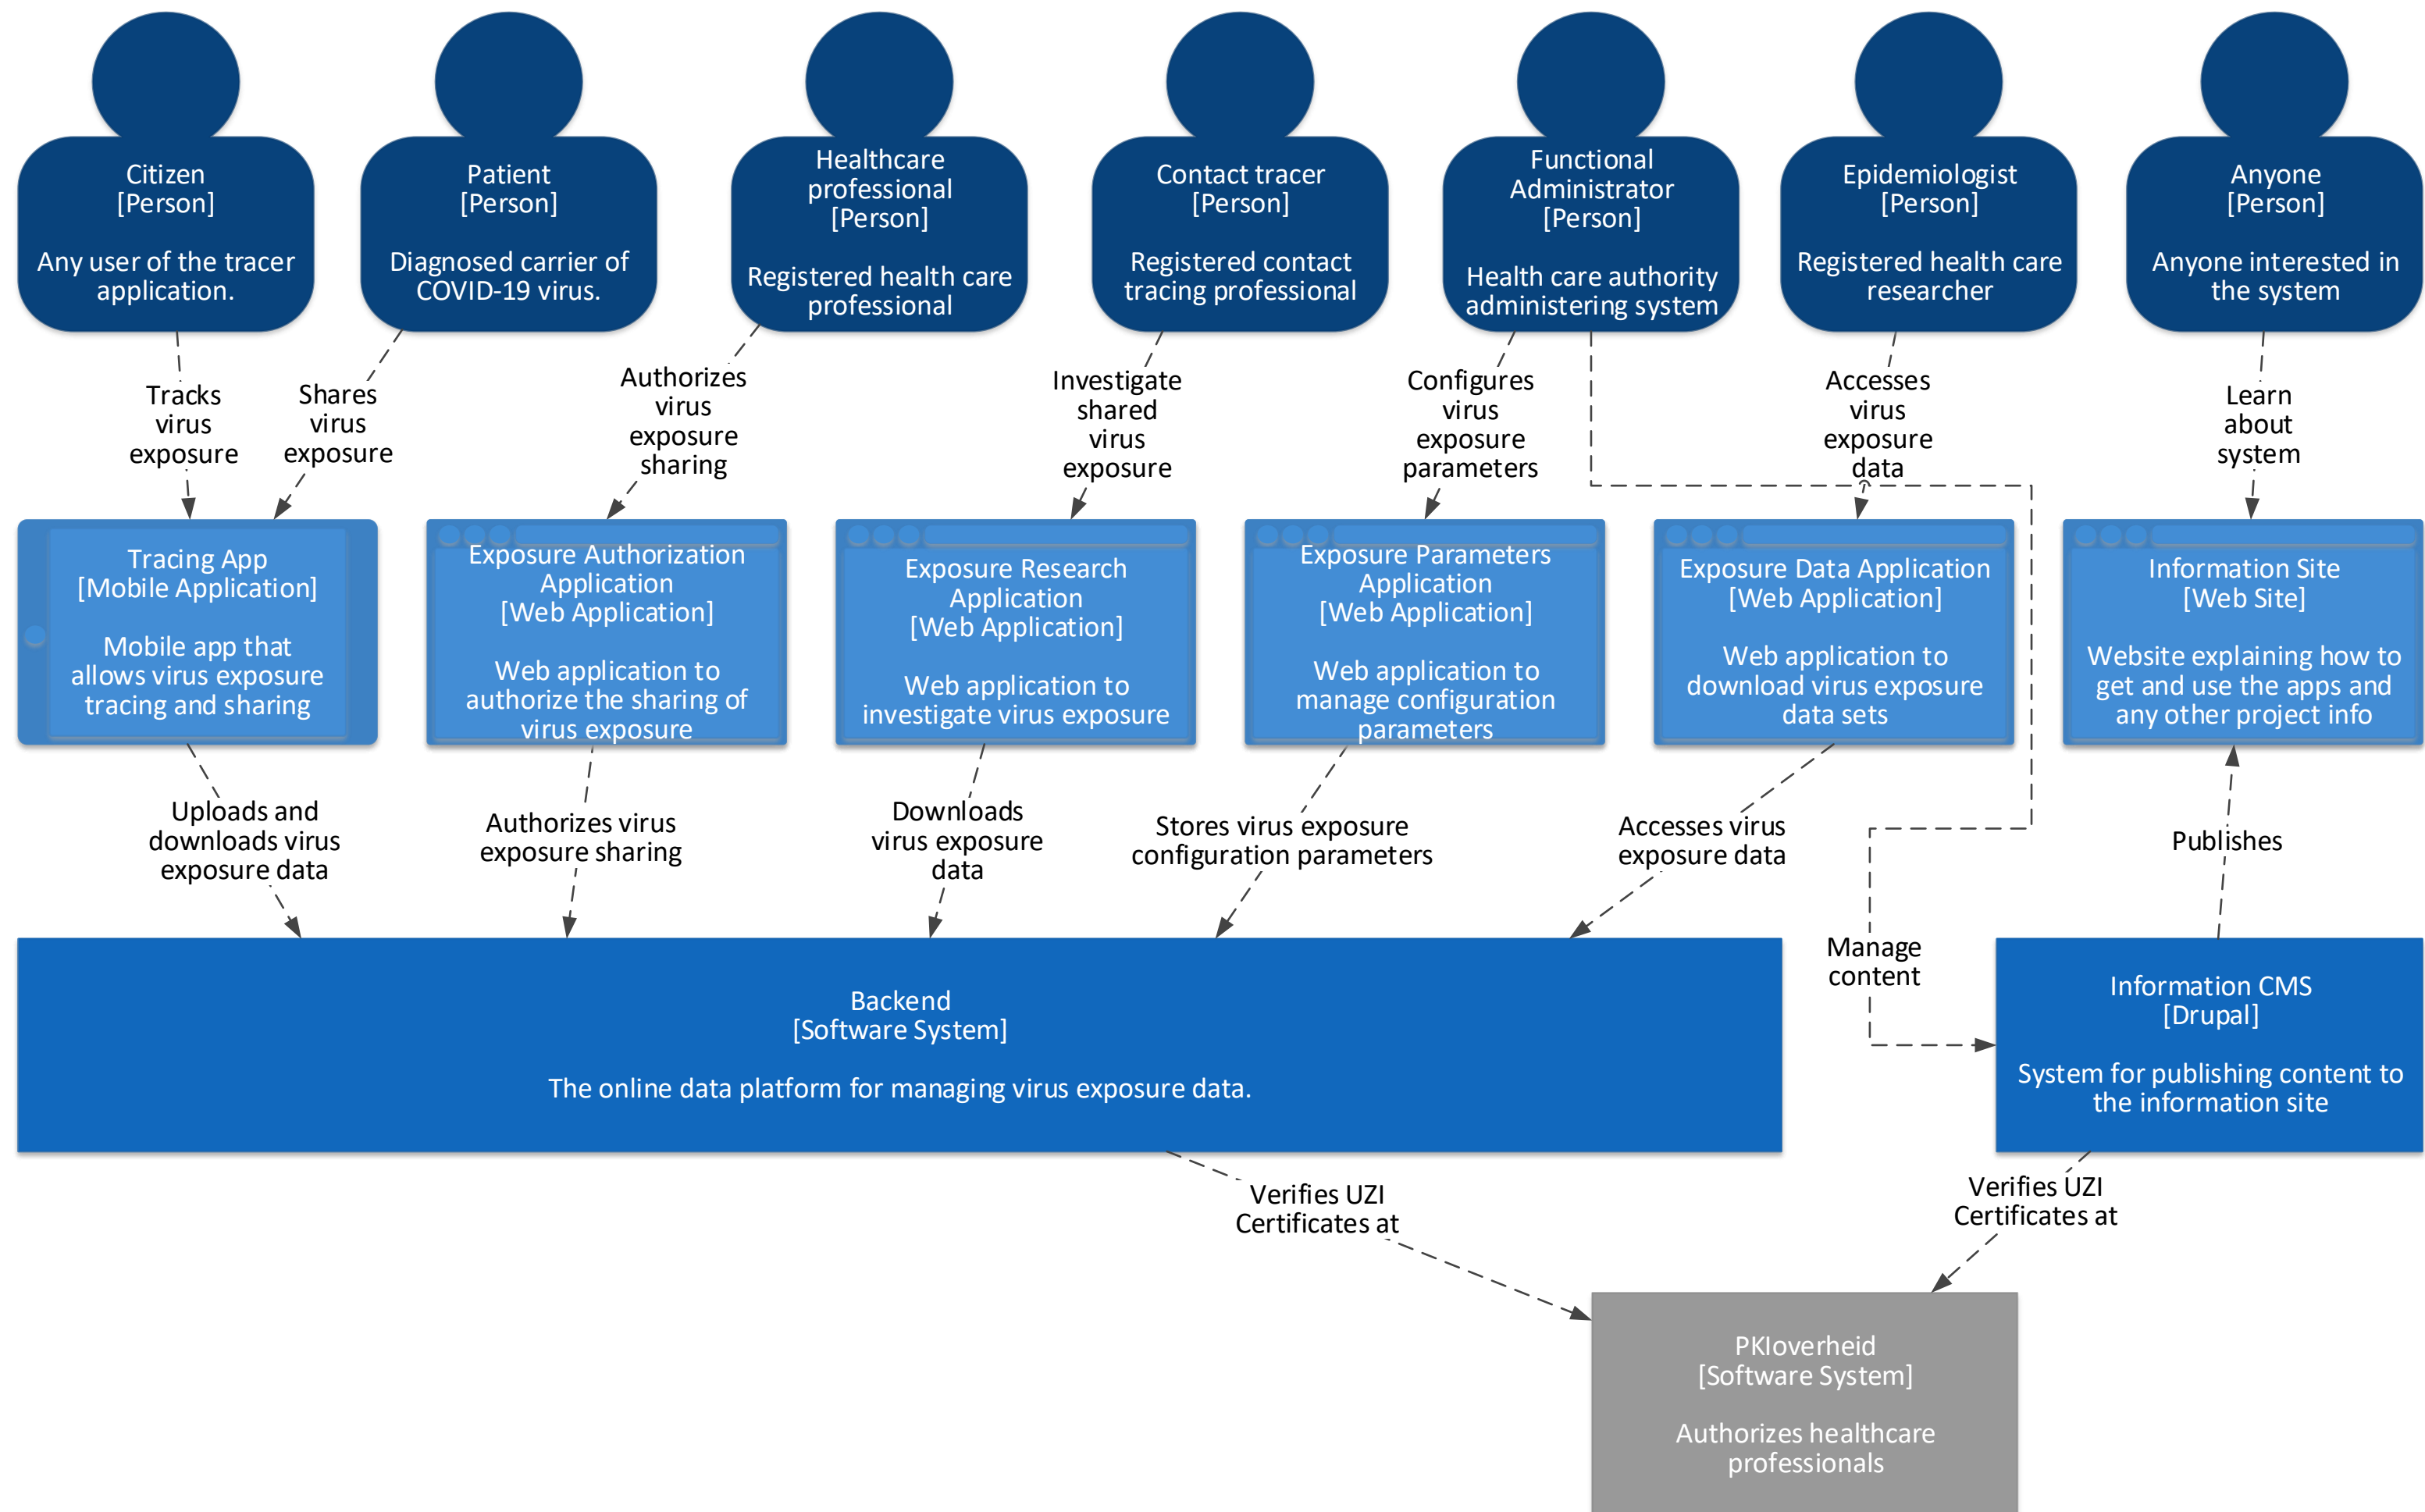 Citizen
[Person]
Any user of the tracer
application.
Patient
[Person]
Diagnosed carrier of
COVID-19 virus.
Healthcare
professional
[Person]
Registered health care
professional
Contact tracer
[Person]
Registered contact
tracing professional
Functional
Administrator
[Person]
Health care authority
administering system
Epidemiologist
[Person]
Registered health care
researcher
Anyone
[Person]
Anyone interested in
the system
Tracks
virus
exposure
Shares
virus
exposure
Authorizes
virus
exposure
sharing
Investigate
shared
virus
exposure
Configures
virus
exposure
parameters
Accesses
virus
exposure
data
Learn
about
system
Tracing App
[Mobile Application]
Mobile app that
allows virus exposure
tracing and sharing
Exposure Authorization
Application
[Web Application]
Web application to
authorize the sharing of
virus exposure
Exposure Research
Application
[Web Application]
Web application to
investigate virus exposure
Exposure Parameters
Application
[Web Application]
Web application to
manage configuration
parameters
Exposure Data Application
[Web Application]
Web application to
download virus exposure
data sets
Information Site
[Web Site]
Website explaining how to
get and use the apps and
any other project info
Uploads and
downloads virus
exposure data
Authorizes virus
exposure sharing
Downloads
virus exposure
data
Stores virus exposure
configuration parameters
Accesses virus
exposure data
Publishes
Manage
content
Backend
[Software System]
The online data platform for managing virus exposure data.
Information CMS
[Drupal]
System for publishing content to
the information site
Verifies UZI
Certificates at
Verifies UZI
Certificates at
PKIoverheid
[Software System]
Authorizes healthcare
professionals